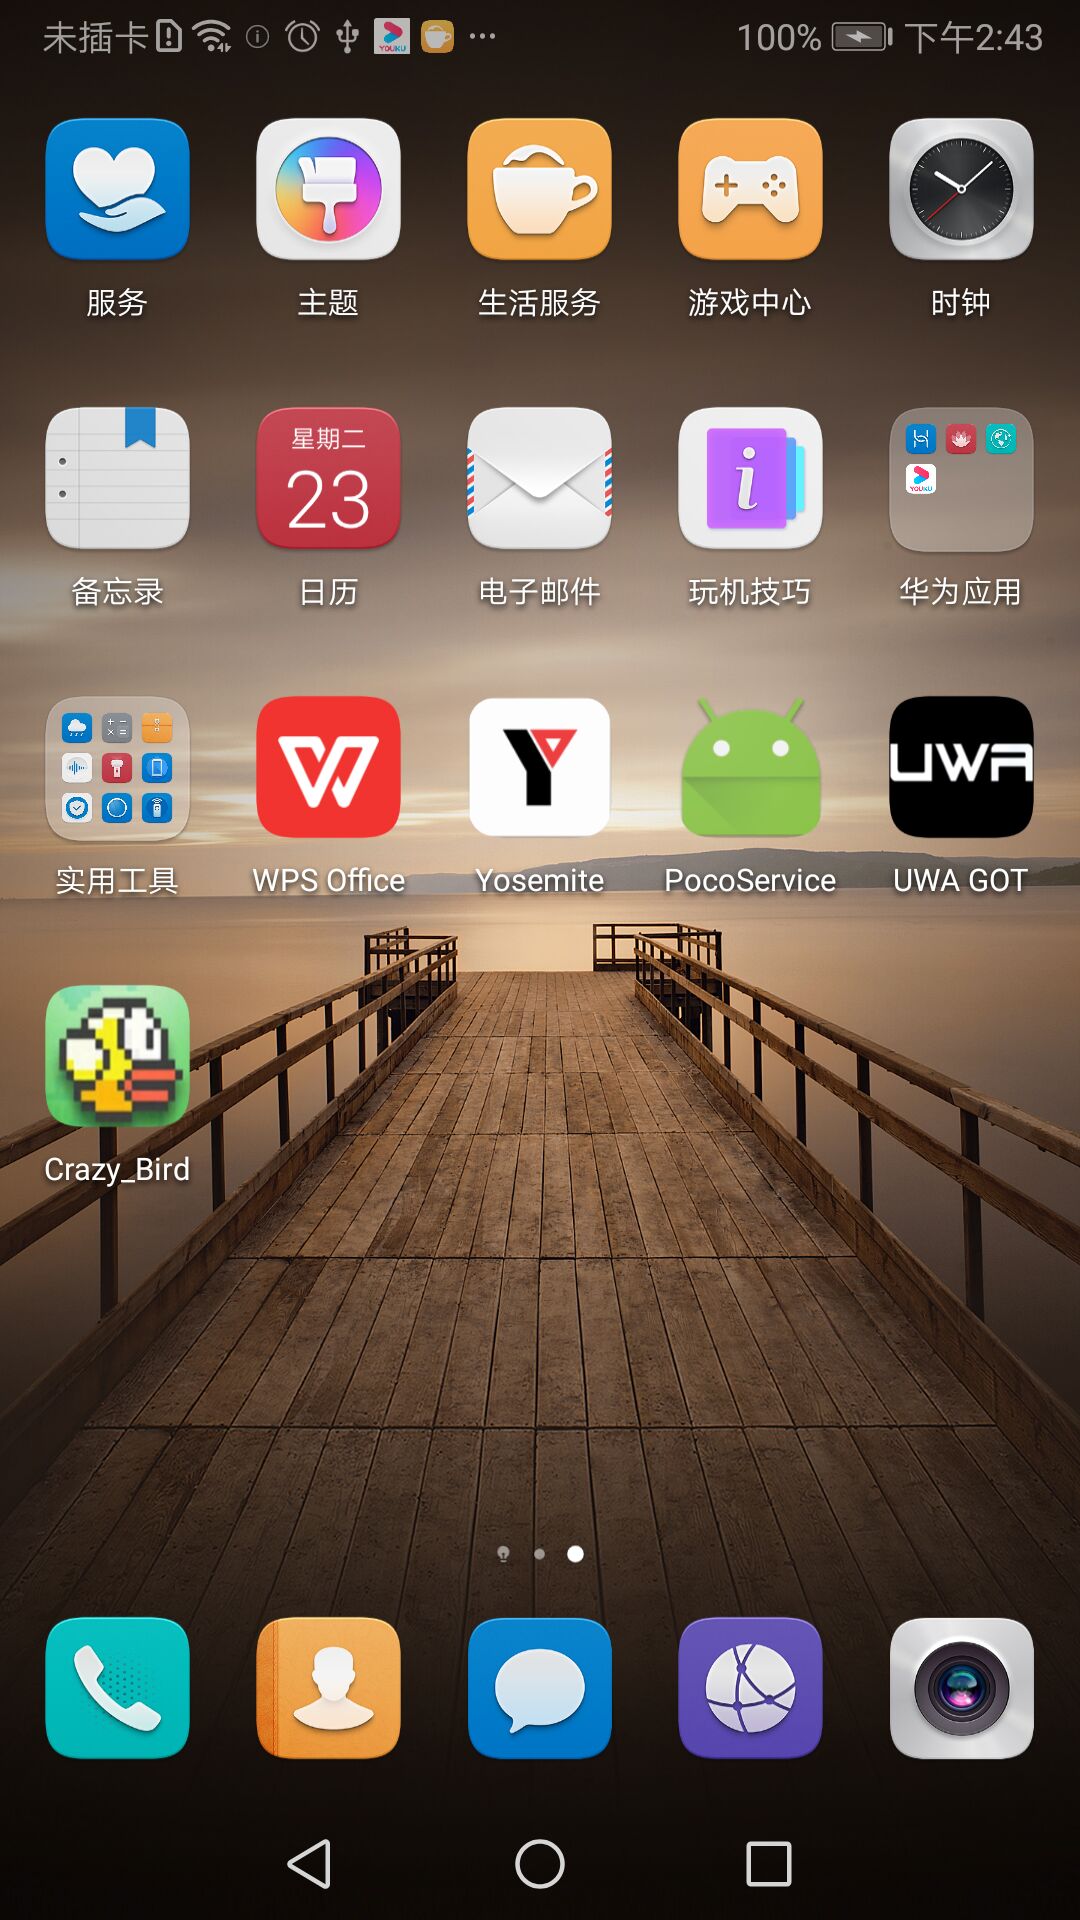 未插卡 100% 下午2:43
服务 主题 生活服务 游戏中心 时钟
星期二
23
YOUKU
备忘录 日历 电子邮件 玩机技巧 华为应用
UWA
实用工具 WPS Office Yosemite PocoService UWA GOT
Crazy_Bird